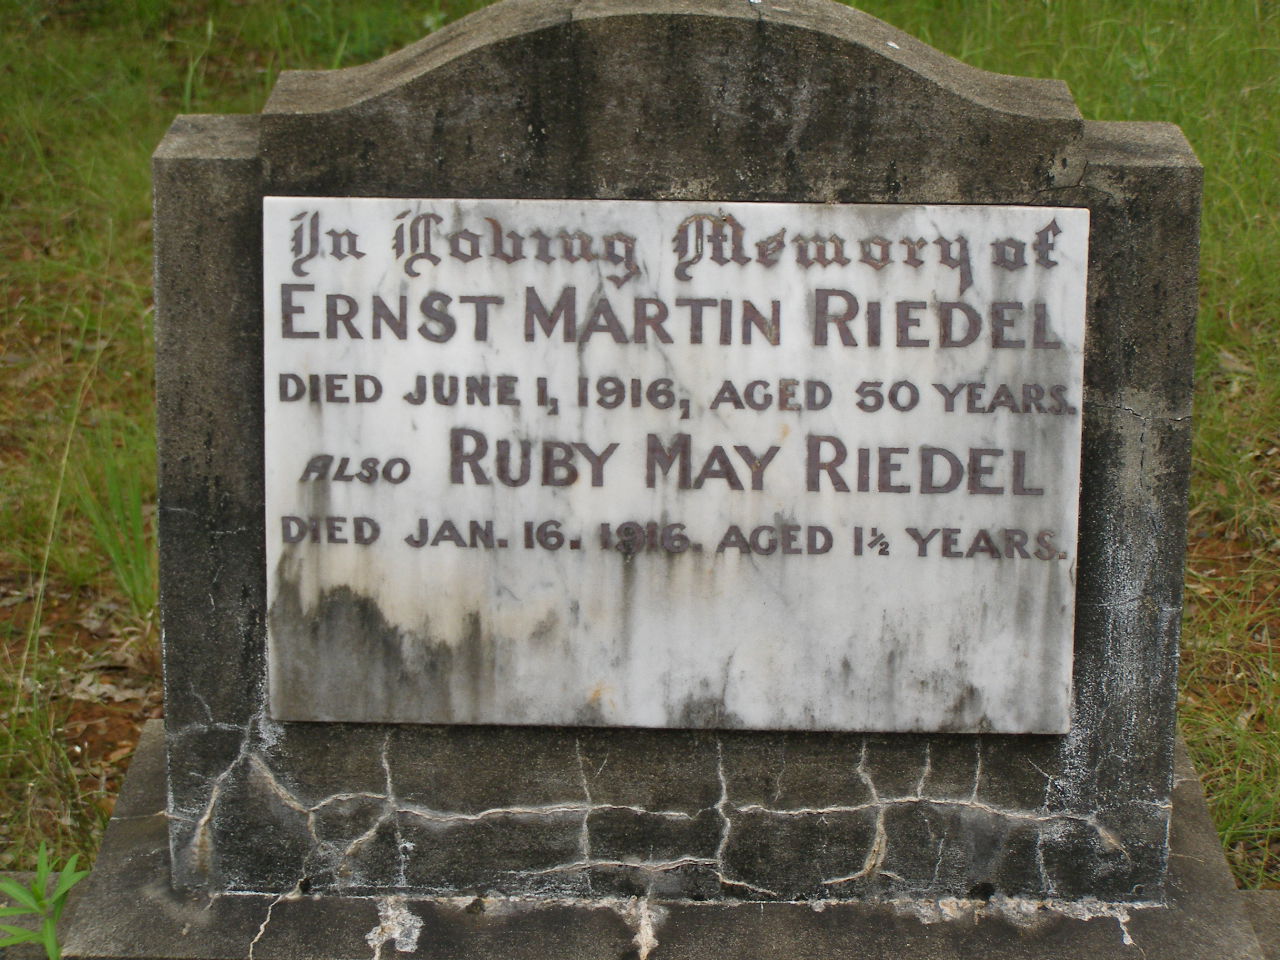 In Loving Memory of
ERNST MARTIN RIEDEL
DIED JUNE 1, 1916, AGED 50 YEARS.
ALSO RUBY MAY RIEDEL
DIED JAN. 16. 1916. AGED 1½ YEARS.